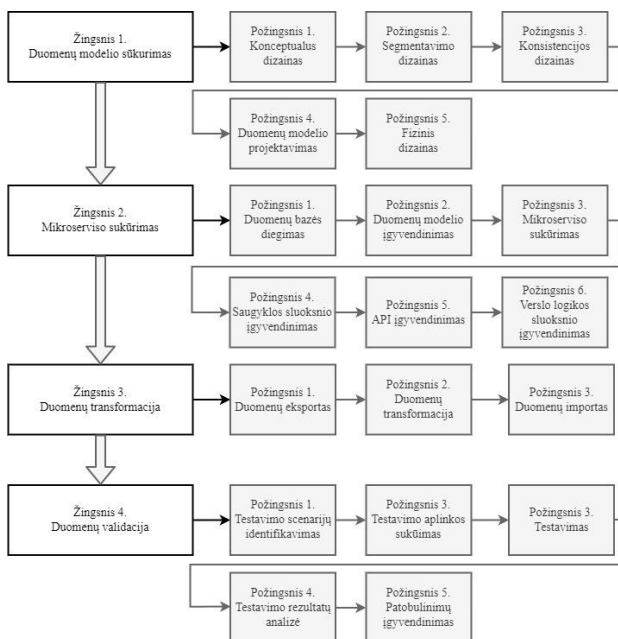 Žingsnis 1.
Duomenų modelio sūkurimas
Požingsnis 1.
Konceptualus
dizainas
Požingsnis 2.
Segmentavimo
dizainas
Požingsnis 3.
Konsistencijos
dizainas
Požingsnis 4.
Duomenų modelio
projektavimas
Požingsnis 5.
Fizinis
dizainas
Žingsnis 2.
Mikroserviso sukūrimas
Požingsnis 1.
Duomenų bazės
diegimas
Požingsnis 2.
Duomenų modelio
įgyvendinimas
Požingsnis 3.
Mikroserviso
sukūrimas
Požingsnis 4.
Saugyklos sluoksnio
įgyvendinimas
Požingsnis 5.
API įgyvendinimas
Požingsnis 6.
Verslo logikos
sluoksnio
įgyvendinimas
Žingsnis 3.
Duomenų transformacija
Požingsnis 1.
Duomenų eksportas
Požingsnis 2.
Duomenų
transformacija
Požingsnis 3.
Duomenų importas
Žingsnis 4.
Duomenų validacija
Požingsnis 1.
Testavimo scenarijų
identifikavimas
Požingsnis 3.
Testavimo aplinkos
sukūimas
Požingsnis 3.
Testavimas
Požingsnis 4.
Testavimo rezultatų
analizė
Požingsnis 5.
Patobulinimų
įgyvendinimas